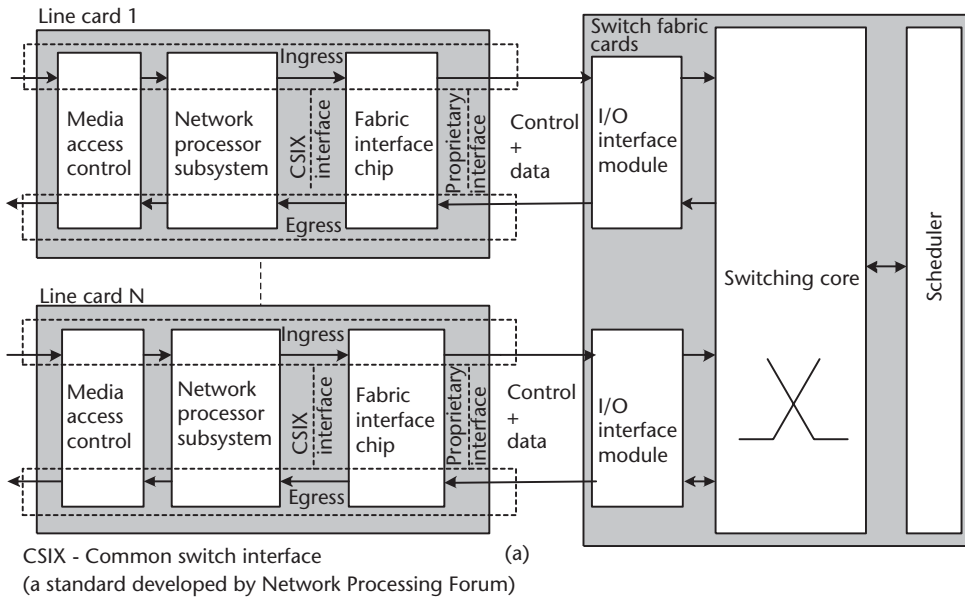 Line card 1
Ingress
Media
access
control
Network
processor
subsystem
CSIX
interface
Fabric
interface
chip
Proprietary
interface
Egress
Control
+
data
Switch fabric
cards
I/O
interface
module
Switching core
Scheduler
Line card N
Ingress
Media
access
control
Network
processor
subsystem
CSIX
interface
Fabric
interface
chip
Proprietary
interface
Egress
Control
+
data
I/O
interface
module
CSIX - Common switch interface
(a standard developed by Network Processing Forum)
(a)